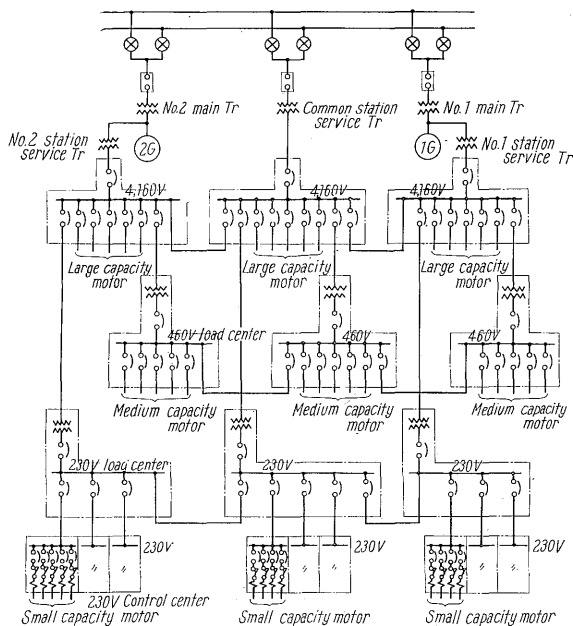 No.2 main Tr
Common station
service Tr
No.1 main Tr
No.2 station
service Tr
2G
1G
No.1 station
service Tr
4,160V
4,160V
4,160V
Large capacity
motor
Large capacity
motor
Large capacity
motor
460V load center
460V
460V
Medium capacity
motor
Medium capacity
motor
Medium capacity
motor
230V load center
230V
230V
230V
230V
230V
230V Control center
Small capacity motor
Small capacity motor
Small capacity motor